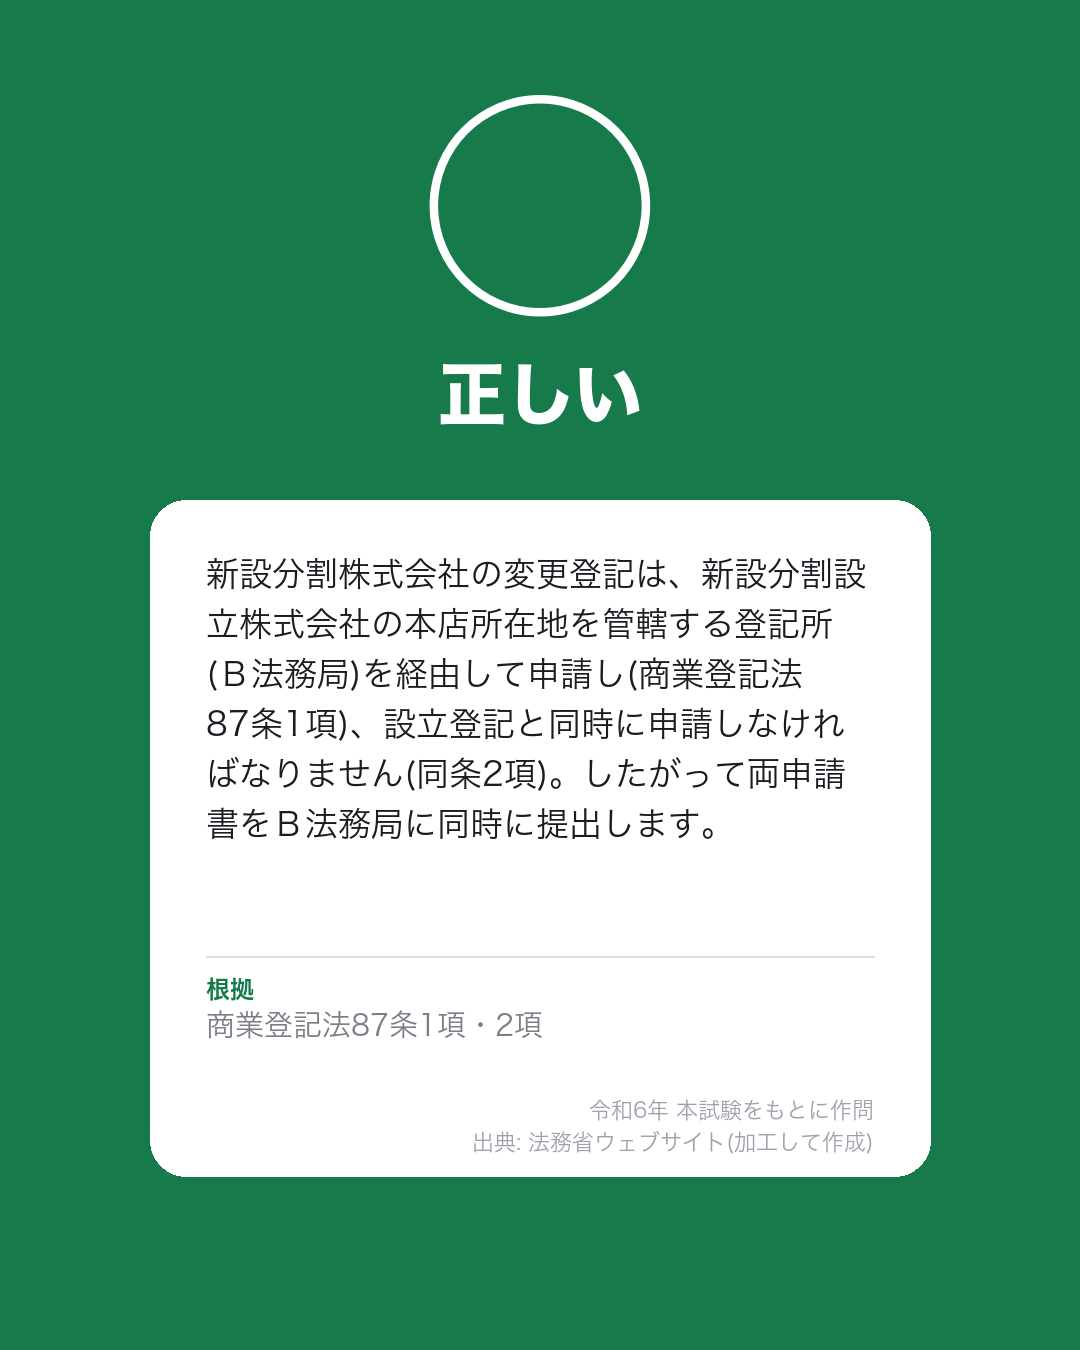 正しい
新設分割株式会社の変更登記は、新設分割設
立株式会社の本店所在地を管轄する登記所
(Ｂ法務局)を経由して申請し(商業登記法
87条1項)、設立登記と同時に申請しなけれ
ばなりません(同条2項)。したがって両申請
書をＢ法務局に同時に提出します。
根拠
商業登記法87条1項・2項
令和6年 本試験をもとに作問
出典: 法務省ウェブサイト(加工して作成)